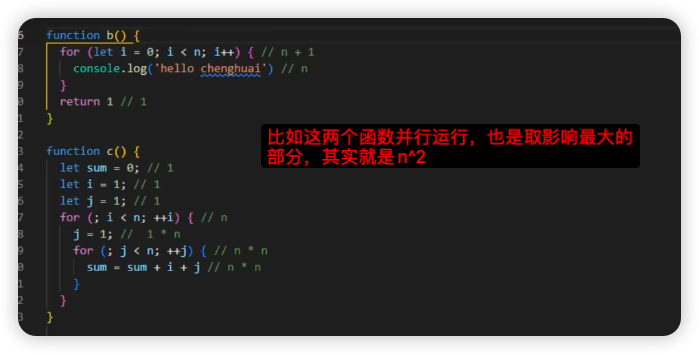 6 function b() {
7 for (let i = 0; i < n; i++) { // n + 1
8 console.log('hello chenghuai') // n
9 }
0 return 1 // 1
1 }
2
3 function c() {
4 let sum = 0; // 1
5 let i = 1; // 1
6 let j = 1; // 1
7 for (; i < n; ++i) { // n
8 j = 1; // 1 * n
9 for (; j < n; ++j) { // n * n
0 sum = sum + i + j // n * n
1 }
2 }
3 }
比如这两个函数并行运行，也是取影响最大的
部分，其实就是n^2